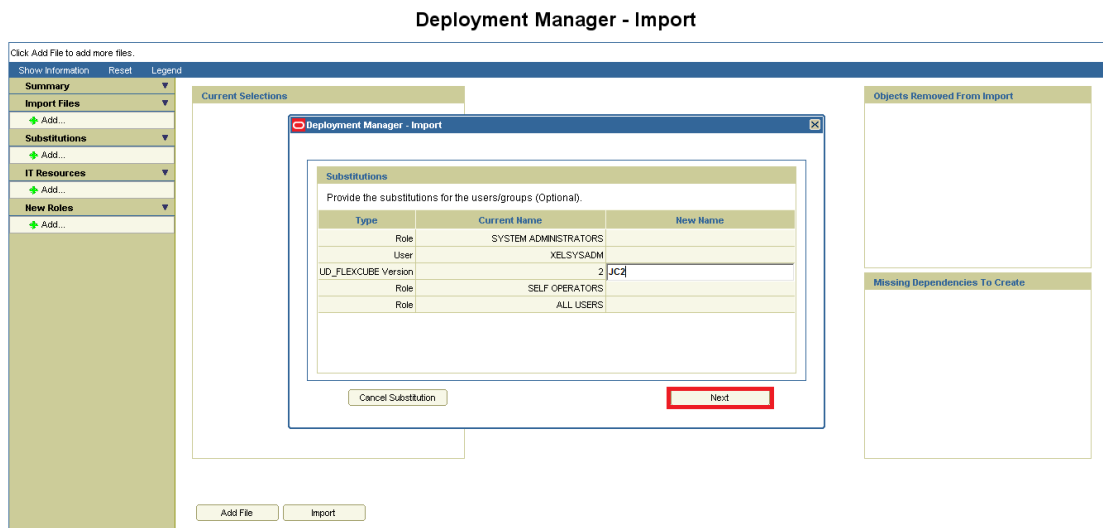 Deployment Manager - Import
Click Add File to add more files.
Show Information Reset Legend
Summary
Import Files
Add...
Substitutions
Add...
IT Resources
Add...
New Roles
Add...
Current Selections
Objects Removed From Import
Missing Dependencies To Create
Deployment Manager - Import
Substitutions
Provide the substitutions for the users/groups (Optional).
Type Current Name New Name
Role SYSTEM ADMINISTRATORS
User XELSYSADM
UD_FLEXCUBE Version 2 JC2
Role SELF OPERATORS
Role ALL USERS
Cancel Substitution Next
Add File Import